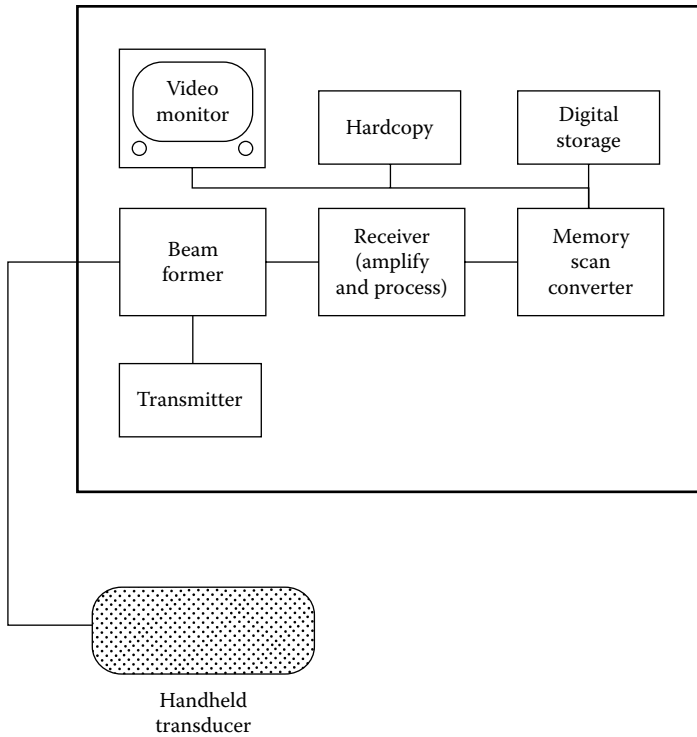 Video
monitor
Hardcopy
Digital
storage
Beam
former
Receiver
(amplify
and process)
Memory
scan
converter
Transmitter
Handheld
transducer